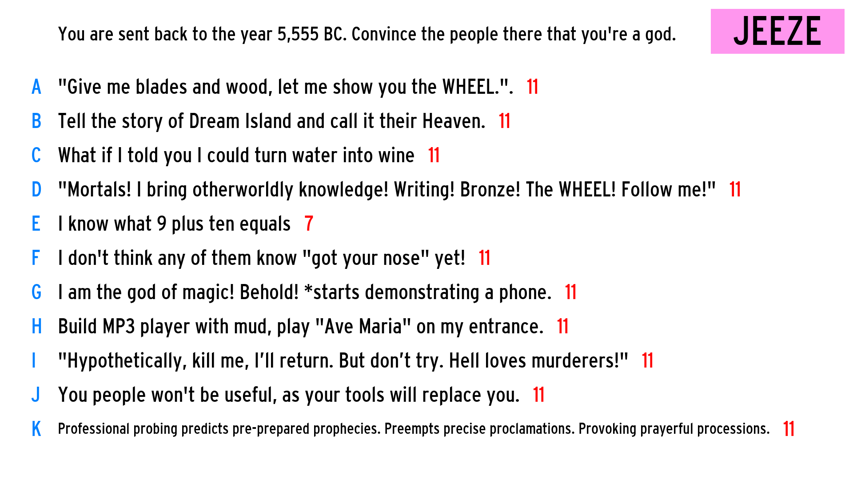 You are sent back to the year 5,555 BC. Convince the people there that you're a god.
JEEZE
A "Give me blades and wood, let me show you the WHEEL.". 11
B Tell the story of Dream Island and call it their Heaven. 11
C What if I told you I could turn water into wine 11
D "Mortals! I bring otherworldly knowledge! Writing! Bronze! The WHEEL! Follow me!" 11
E I know what 9 plus ten equals 7
F I don't think any of them know "got your nose" yet! 11
G I am the god of magic! Behold! *starts demonstrating a phone. 11
H Build MP3 player with mud, play "Ave Maria" on my entrance. 11
I "Hypothetically, kill me, I’ll return. But don’t try. Hell loves murderers!" 11
J You people won't be useful, as your tools will replace you. 11
K Professional probing predicts pre-prepared prophecies. Preempts precise proclamations. Provoking prayerful processions. 11